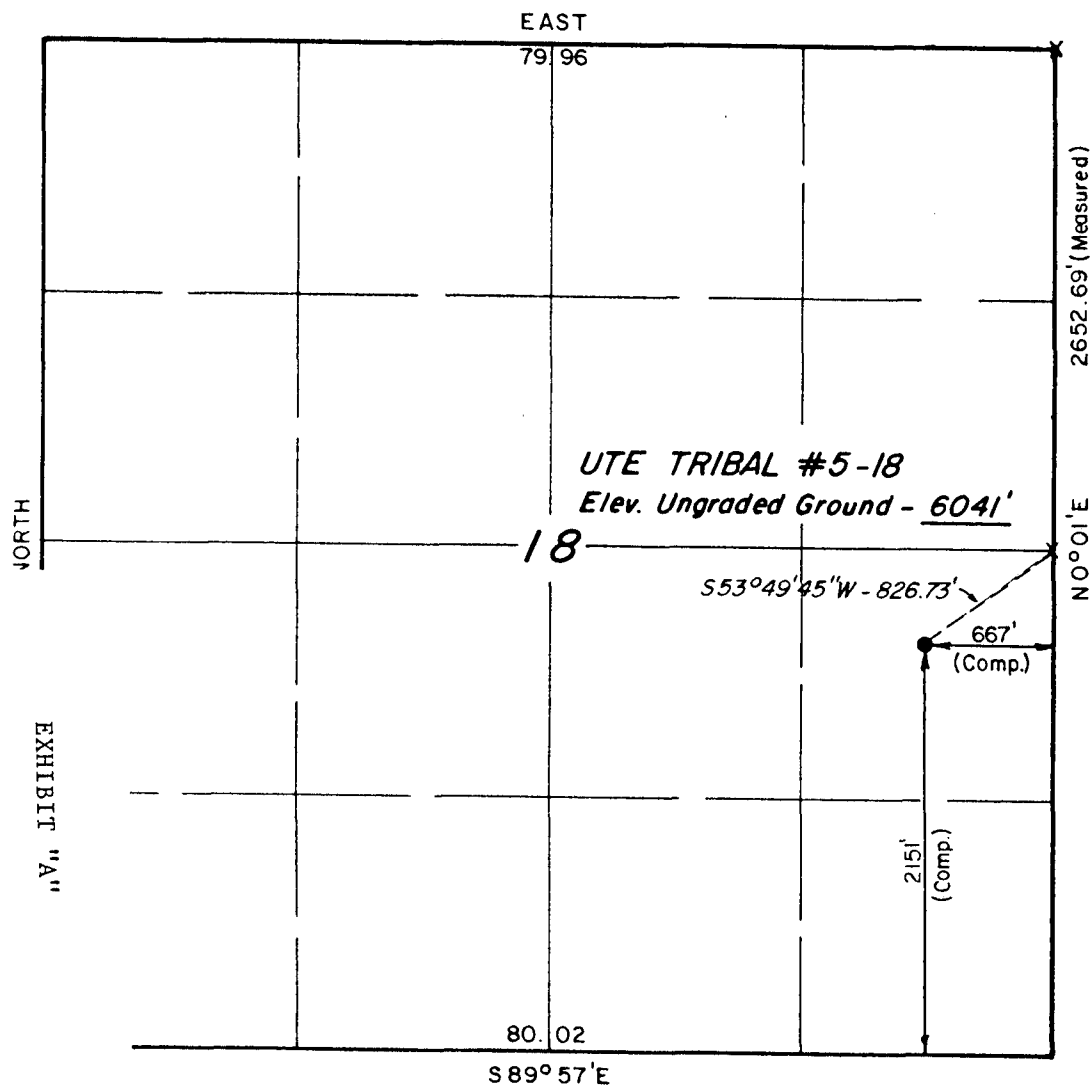 EAST
79.96
2652.69' (Measured)
UTE TRIBAL #5-18
Elev. Ungraded Ground - 6041'
NORTH
18
N0°01'E
S53°49'45"W - 826.73'
667'
(Comp.)
EXHIBIT "A"
2151'
(Comp.)
80.02
S89°57'E